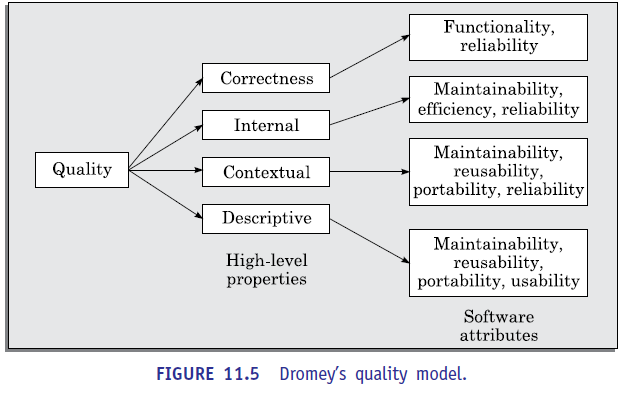 Quality
Correctness
Internal
Contextual
Descriptive
High-level
properties
Functionality,
reliability
Maintainability,
efficiency, reliability
Maintainability,
reusability,
portability, reliability
Maintainability,
reusability,
portability, usability
Software
attributes
FIGURE 11.5 Dromey's quality model.